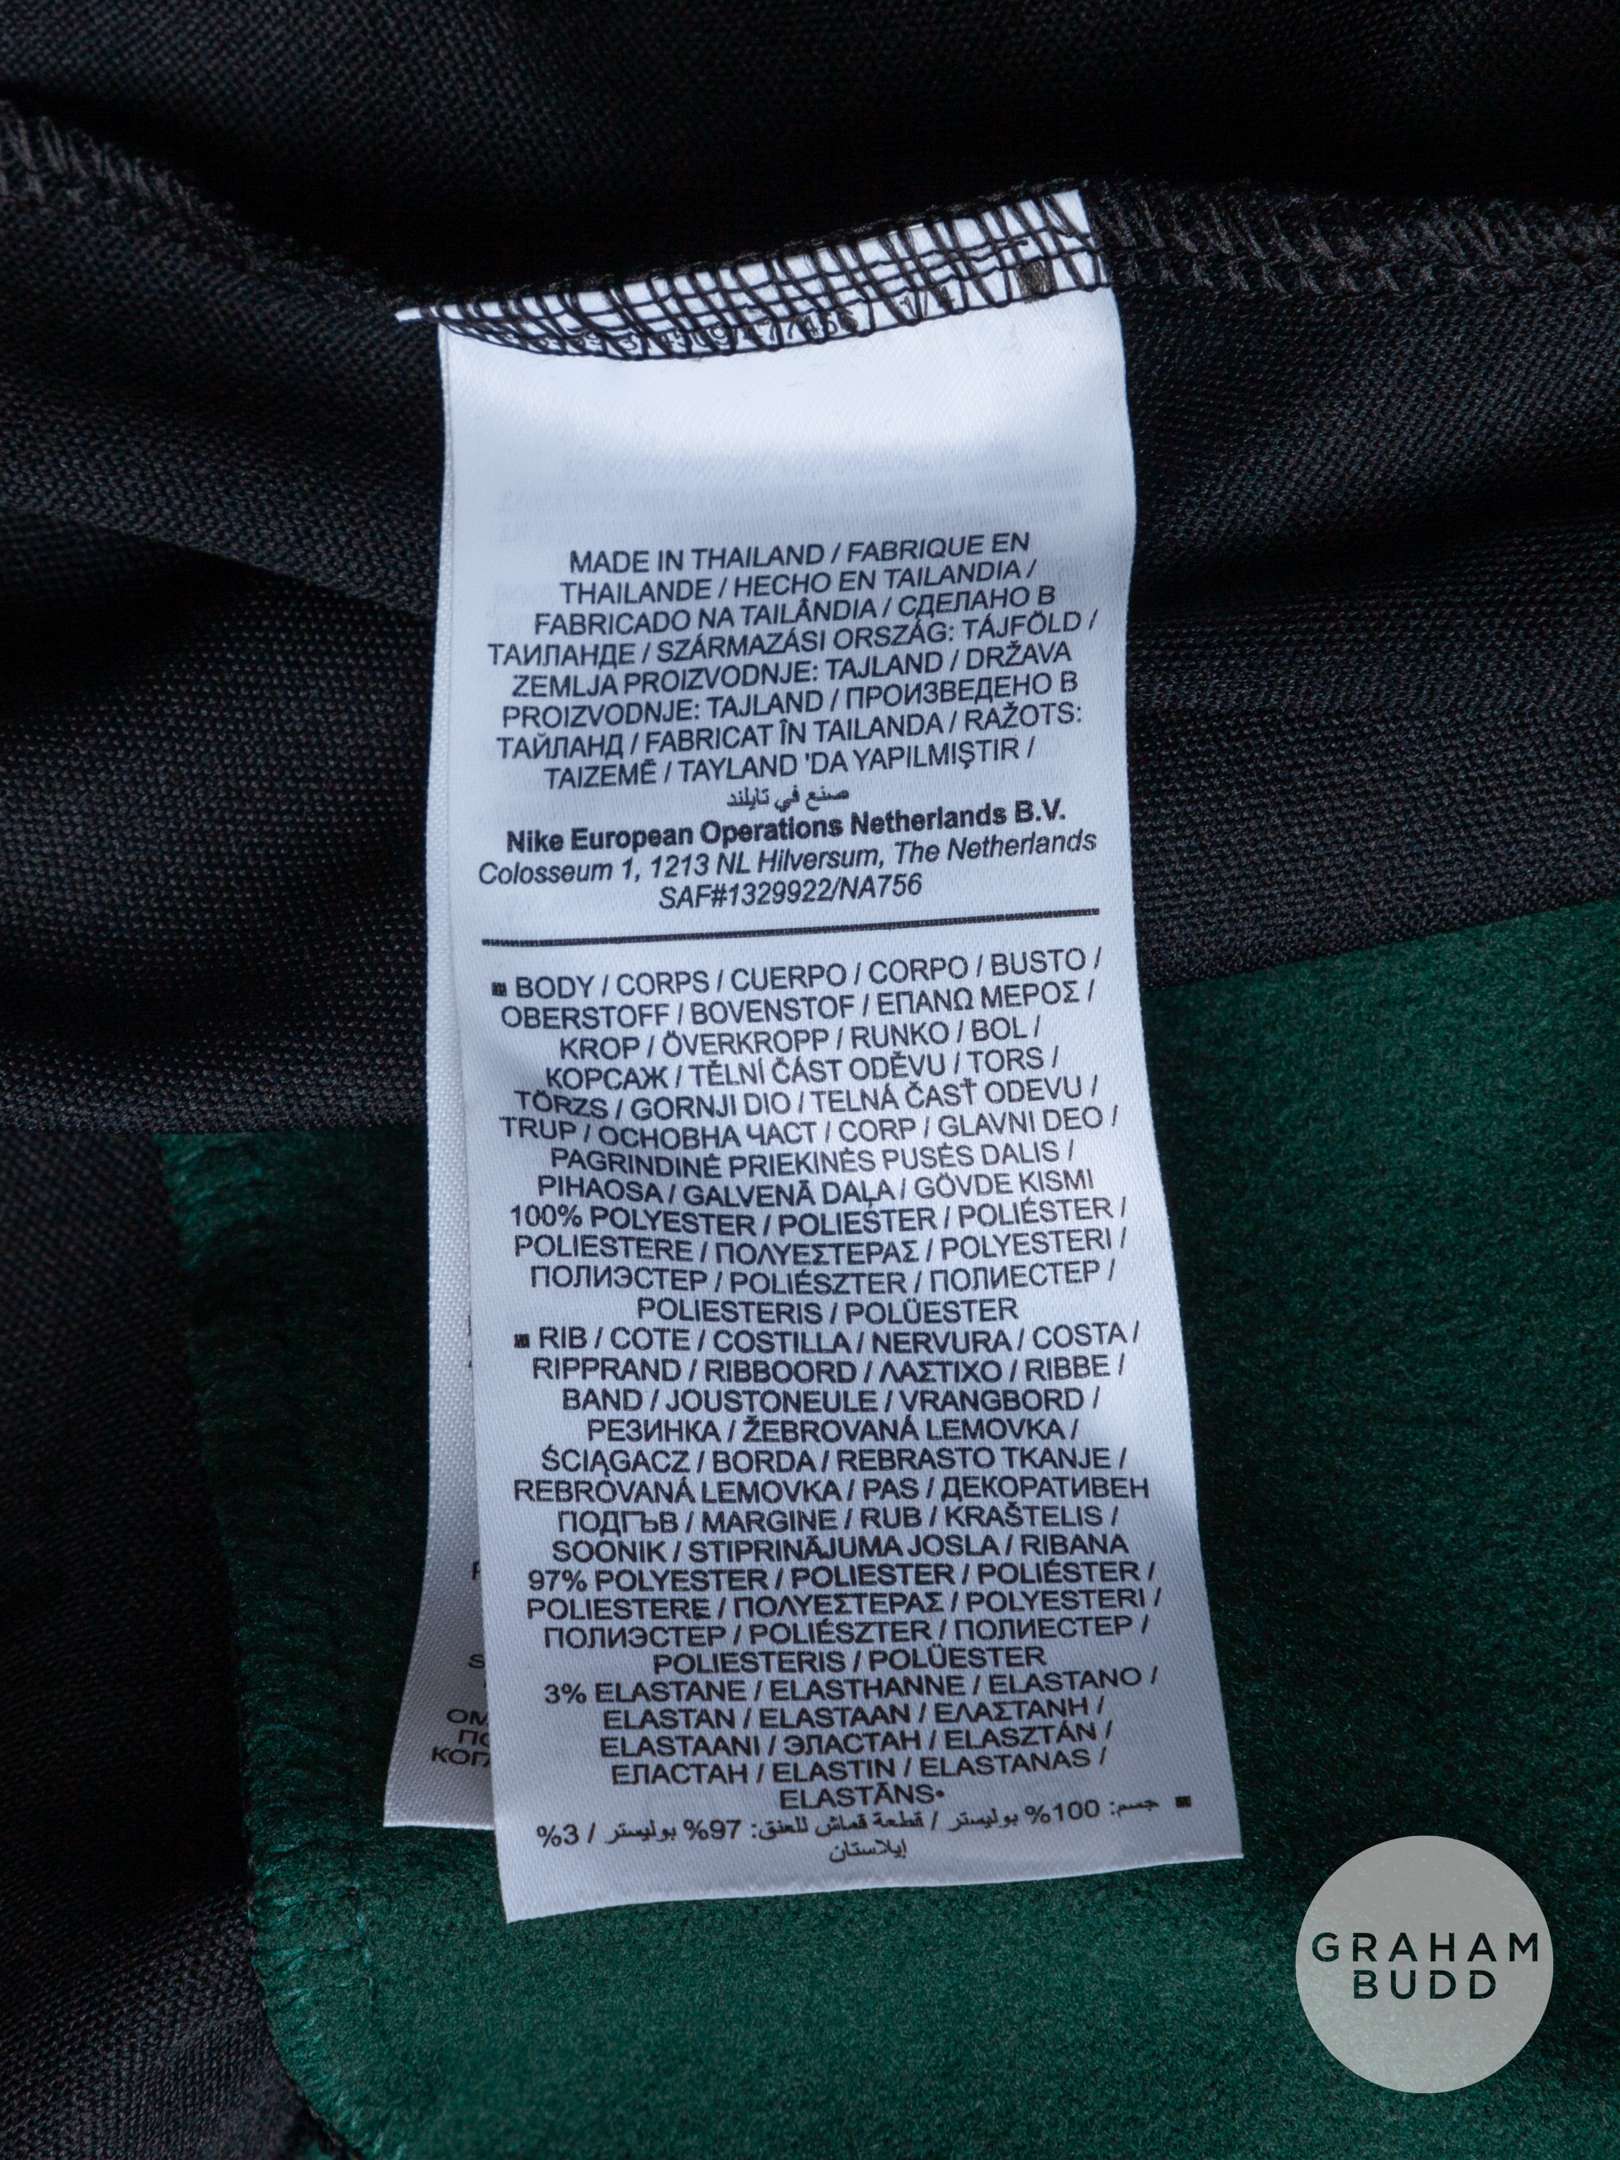 MADE IN THAILAND / FABRIQUE EN
THAILANDE / HECHO EN TAILANDIA /
FABRICADO NA TAILÂNDIA / СДЕЛАНО В
ТАИЛАНДЕ / SZÁRMAZÁSI ORSZÁG: TÁJFÖLD /
ZEMLJA PROIZVODNJE: TAJLAND / DRŽAVA
PROIZVODNJE: TAJLAND / ПРОИЗВЕДЕНО В
ТАЙЛАНД / FABRICAT ÎN TAILANDA / RAŽOTS:
TAIZEMĒ / TAYLAND 'DA YAPILMIŞTIR /
صنع في تايلند
Nike European Operations Netherlands B.V.
Colosseum 1, 1213 NL Hilversum, The Netherlands
SAF#1329922/NA756
BODY / CORPS / CUERPO / CORPO / BUSTO /
OBERSTOFF / BOVENSTOF / ΕΠΑΝΩ ΜΕΡΟΣ /
KROP / ÖVERKROPP / RUNKO / BOL /
КОРСАЖ / TĚLNÍ ČÁST ODĚVU / TORS /
TÖRZS / GORNJI DIO / TELNÁ ČASŤ ODEVU /
TRUP / ОСНОВНА ЧАСТ / CORP / GLAVNI DEO /
PAGRINDINĖ PRIEKINĖS PUSĖS DALIS /
PIHAOSA / GALVENĀ DAĻA / GÖVDE KISMI
100% POLYESTER / POLIESTER / POLIÉSTER /
POLIESTERE / ΠΟΛΥΕΣΤΕΡΑΣ / POLYESTERI /
ПОЛИЭСТЕР / POLIÉSZTER / ПОЛИЕСТЕР /
POLIESTERIS / POLÜESTER
RIB / COTE / COSTILLA / NERVURA / COSTA /
RIPPRAND / RIBBOORD / ΛΑΣΤΙΧΟ / RIBBE /
BAND / JOUSTONEULE / VRANGBORD /
РЕЗИНКА / ŽEBROVANÁ LEMOVKA /
ŚCIĄGACZ / BORDA / REBRASTO TKANJE /
REBROVANÁ LEMOVKA / PAS / ДЕКОРАТИВЕН
ПОДГЪВ / MARGINE / RUB / KRAŠTELIS /
SOONIK / STIPRINĀJUMA JOSLA / RIBANA
97% POLYESTER / POLIESTER / POLIÉSTER /
POLIESTERE / ΠΟΛΥΕΣΤΕΡΑΣ / POLYESTERI /
ПОЛИЭСТЕР / POLIÉSZTER / ПОЛИЕСТЕР /
POLIESTERIS / POLÜESTER
3% ELASTANE / ELASTHANNE / ELASTANO /
ELASTAN / ELASTAAN / ΕΛΑΣΤΑΝΗ /
ELASTAANI / ЭЛАСТАН / ELASZTÁN /
ЕЛАСТАН / ELASTIN / ELASTANAS /
ELASTĀNS•
جسم: 100% بوليستر / قطعة قماش للعنق: 97% بوليستر / 3%
إيلاستان
GRAHAM
BUDD